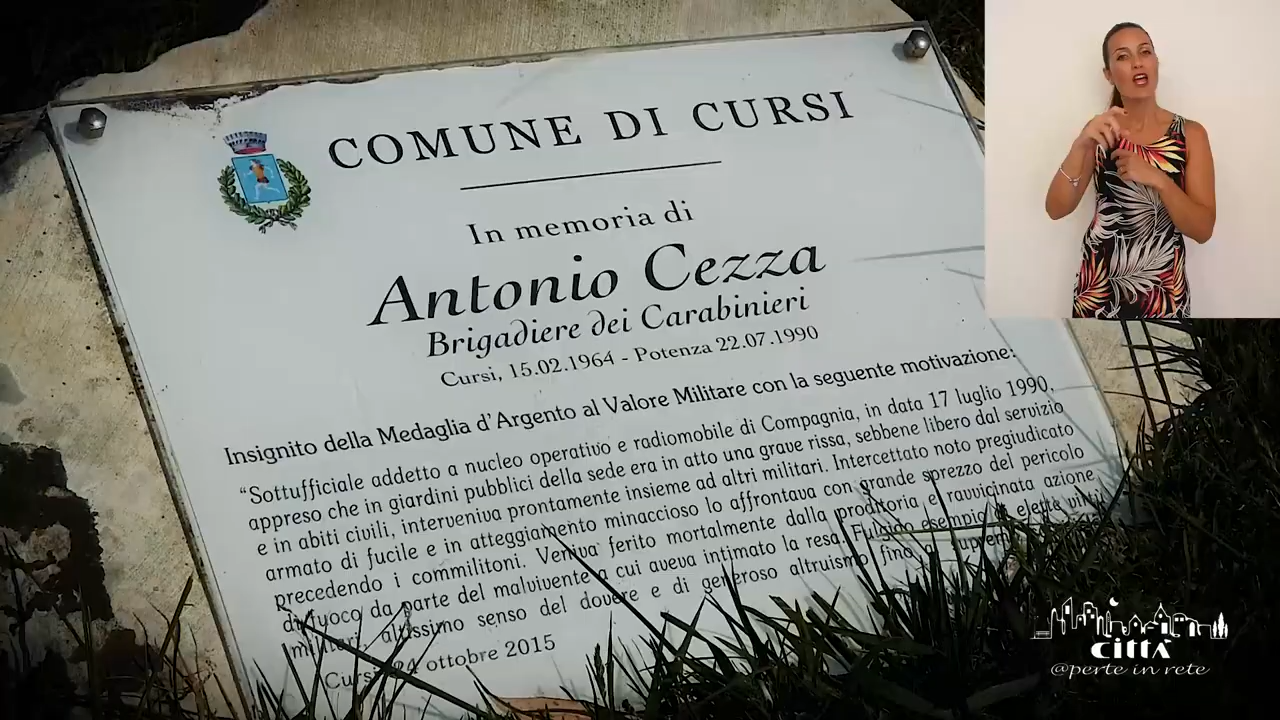 COMUNE DI CURSI
In memoria di
Antonio Cezza
Brigadiere dei Carabinieri
Cursi, 15.02.1964 - Potenza 22.07.1990
Insignito della Medaglia d'Argento al Valore Militare con la seguente motivazione:
“Sottufficiale addetto a nucleo operativo e radiomobile di Compagnia, in data 17 luglio 1990,
appreso che in giardini pubblici della sede era in atto una grave rissa, sebbene libero dal servizio
e in abiti civili, interveniva prontamente insieme ad altri militari. Intercettato noto pregiudicato
armato di fucile e in atteggiamento minaccioso lo affrontava con grande sprezzo del pericolo
precedendo i commilitoni. Veniva ferito mortalmente dalla proditoria e ravvicinata azione
di fuoco da parte del malvivente a cui aveva intimato la resa. Fulgido esempio di elette virtù
altissimo senso del dovere e di generoso altruismo fino
Cursi 24 ottobre 2015
CITTÀ
@perte in rete